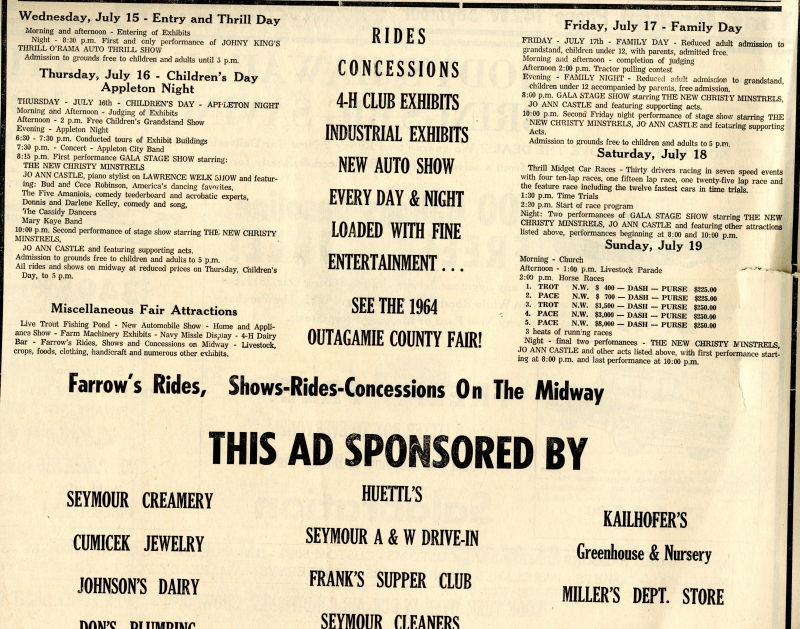 Wednesday, July 15 - Entry and Thrill Day
Morning and afternoon - Entering of Exhibits
Night - 8:30 p.m. First and only performance of JOHNY KING'S
THRILL O'RAMA AUTO THRILL SHOW
Admission to grounds free to children and adults until 5 p.m.
Thursday, July 16 - Children's Day
Appleton Night
THURSDAY - JULY 16th - CHILDREN'S DAY - APPLETON NIGHT
Morning and Afternoon - Judging of Exhibits
Afternoon - 2 p.m. Free Children's Grandstand Show
Evening - Appleton Night
6:30 - 7:30 p.m. Conducted tours of Exhibit Buildings
7:30 p.m. - Concert - Appleton City Band
8:15 p.m. First performance GALA STAGE SHOW starring:
THE NEW CHRISTY MINSTRELS
JO ANN CASTLE, piano stylist on LAWRENCE WELK SHOW and featur-
ing: Bud and Cece Robinson, America's dancing favorites,
The Five Amanlois, comedy teeterboard and acrobatic experts,
Donnis and Darlene Kelley, comedy and song,
The Cassidy Dancers
Mary Kaye Band
10:00 p.m. Second performance of stage show starring THE NEW CHRISTY
MINSTRELS,
JO ANN CASTLE and featuring supporting acts.
Admission to grounds free to children and adults to 5 p.m.
All rides and shows on midway at reduced prices on Thursday, Children's
Day, to 5 p.m.
Miscellaneous Fair Attractions
Live Trout Fishing Pond - New Automobile Show - Home and Appli-
ance Show - Farm Machinery Exhibits - Navy Missle Display - 4-H Dairy
Bar - Farrow's Rides, Shows and Concessions on Midway - Livestock,
crops, foods, clothing, handicraft and numerous other exhibits.
RIDES
CONCESSIONS
4-H CLUB EXHIBITS
INDUSTRIAL EXHIBITS
NEW AUTO SHOW
EVERY DAY & NIGHT
LOADED WITH FINE
ENTERTAINMENT . . .
SEE THE 1964
OUTAGAMIE COUNTY FAIR!
Friday, July 17 - Family Day
FRIDAY - JULY 17th - FAMILY DAY - Reduced adult admission to
grandstand, children under 12, with parents, admitted free.
Morning and afternoon - completion of judging
Afternoon 2:00 p.m. Tractor pulling contest
Evening - FAMILY NIGHT - Reduced adult admission to grandstand,
children under 12 accompanied by parents, free admission.
8:00 p.m. GALA STAGE SHOW starring THE NEW CHRISTY MINSTRELS,
JO ANN CASTLE and featuring supporting acts.
10:00 p.m. Second Friday night performance of stage show starring THE
NEW CHRISTY MINSTRELS, JO ANN CASTLE and featuring supporting
Acts.
Admission to grounds free to children and adults to 5 p.m.
Saturday, July 18
Thrill Midget Car Races - Thirty drivers racing in seven speed events
with four ten-lap races, one fifteen lap race, one twenty-five lap race and
the feature race including the twelve fastest cars in time trials.
1:30 p.m. Time Trials
2:20 p.m. Start of race program
Night: Two performances of GALA STAGE SHOW starring THE NEW
CHRISTY MINSTRELS, JO ANN CASTLE and featuring other attractions
listed above, performances beginning at 8:00 and 10:00 p.m.
Sunday, July 19
Morning - Church
Afternoon - 1:00 p.m. Livestock Parade
2:00 p.m. Horse Races
1. TROT N.W. $ 400 — DASH — PURSE $225.00
2. PACE N.W. $ 700 — DASH — PURSE $225.00
3. TROT N.W. $1,500 — DASH — PURSE $250.00
4. PACE N.W. $3,000 — DASH — PURSE $250.00
5. PACE N.W. $8,000 — DASH — PURSE $250.00
3 heats of running races
Night - final two perfomances - THE NEW CHRISTY MINSTRELS,
JO ANN CASTLE and other acts listed above, with first performance start-
ing at 8:00 p.m. and last performance at 10:00 p.m.
Farrow's Rides, Shows-Rides-Concessions On The Midway
THIS AD SPONSORED BY
SEYMOUR CREAMERY
CUMICEK JEWELRY
JOHNSON'S DAIRY
DON'S PLUMBING
HUETTL'S
SEYMOUR A & W DRIVE-IN
FRANK'S SUPPER CLUB
SEYMOUR CLEANERS
KAILHOFER'S
Greenhouse & Nursery
MILLER'S DEPT. STORE